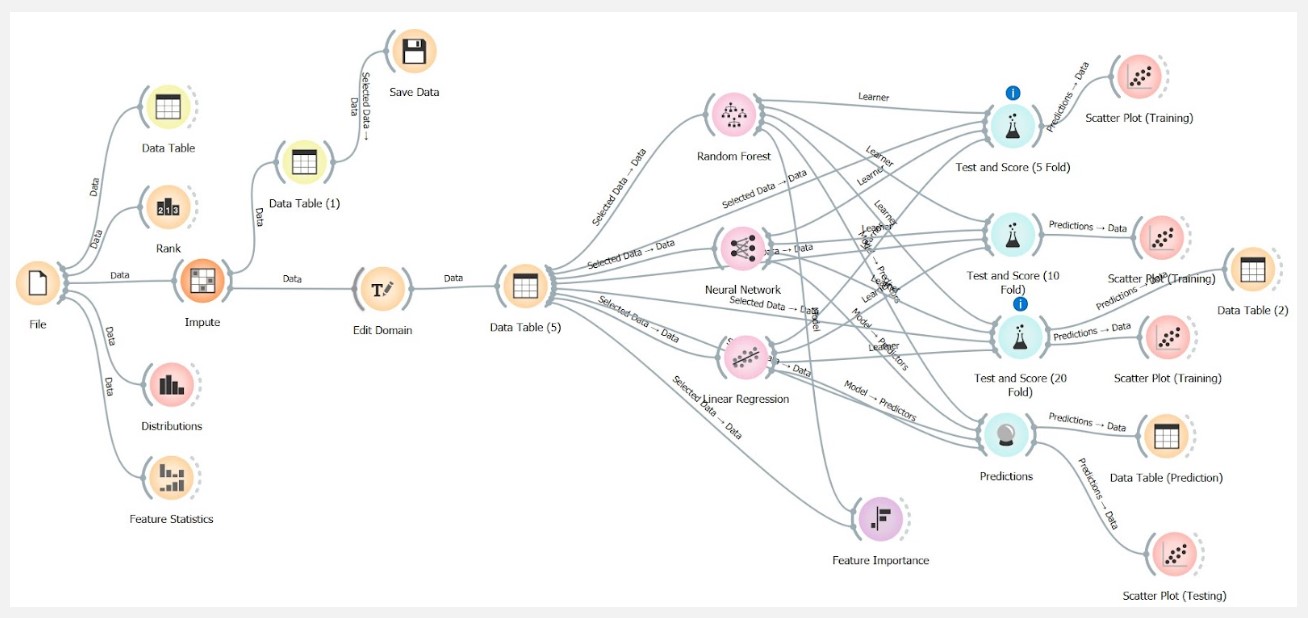 Save Data
Data
Selected Data →
Data Table
Data
Data Table (1)
Data
Rank
Data
Data
File
Impute
Data
Edit Domain
Data
Data Table (5)
Data
Distributions
Data
Feature Statistics
Selected Data → Data
Random Forest
Selected Data → Data
Selected Data → Data
Neural Network
Selected Data → Data
Selected Data → Data
Linear Regression
Selected Data → Data
Learner
Learner
Learner
Learner
Learner
Learner
Learner
Model
Model → Predictors
Model → Predictors
Test and Score (5 Fold)
Predictions → Data
Scatter Plot (Training)
Test and Score (10
Fold)
Predictions → Data
Scatter Plot (Training)
Predictions → Data
Data Table (2)
Test and Score (20
Fold)
Predictions → Data
Scatter Plot (Training)
Predictions
Predictions → Data
Data Table (Prediction)
Predictions → Data
Scatter Plot (Testing)
Feature Importance
213
T